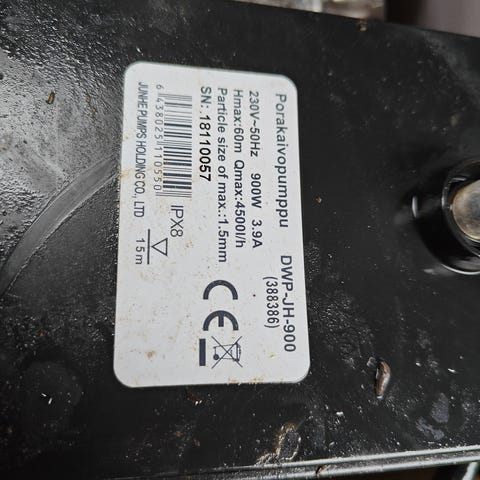 Porakaivopumppu
DWP-JH-900
(388386)
230V~50Hz 900W 3.9A
Hmax:60m Qmax:4500l/h
Particle size of max.:1.5mm
SN:.18110057
6 438025 110550
IPX8
15m
JUNHE PUMPS HOLDING CO., LTD
CE